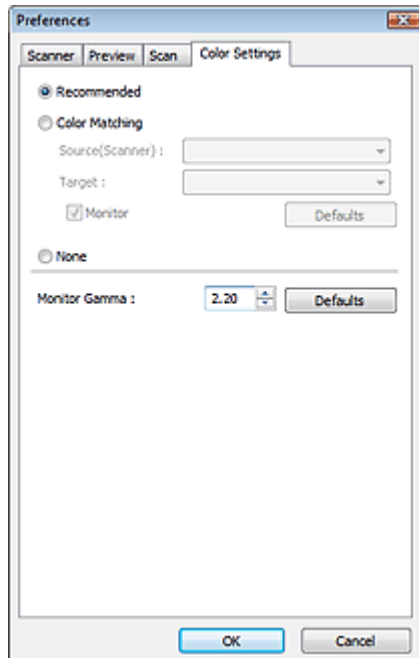 Preferences
Scanner Preview Scan Color Settings
Recommended
Color Matching
Source(Scanner) :
Target :
Monitor Defaults
None
Monitor Gamma : 2.20 Defaults
OK Cancel